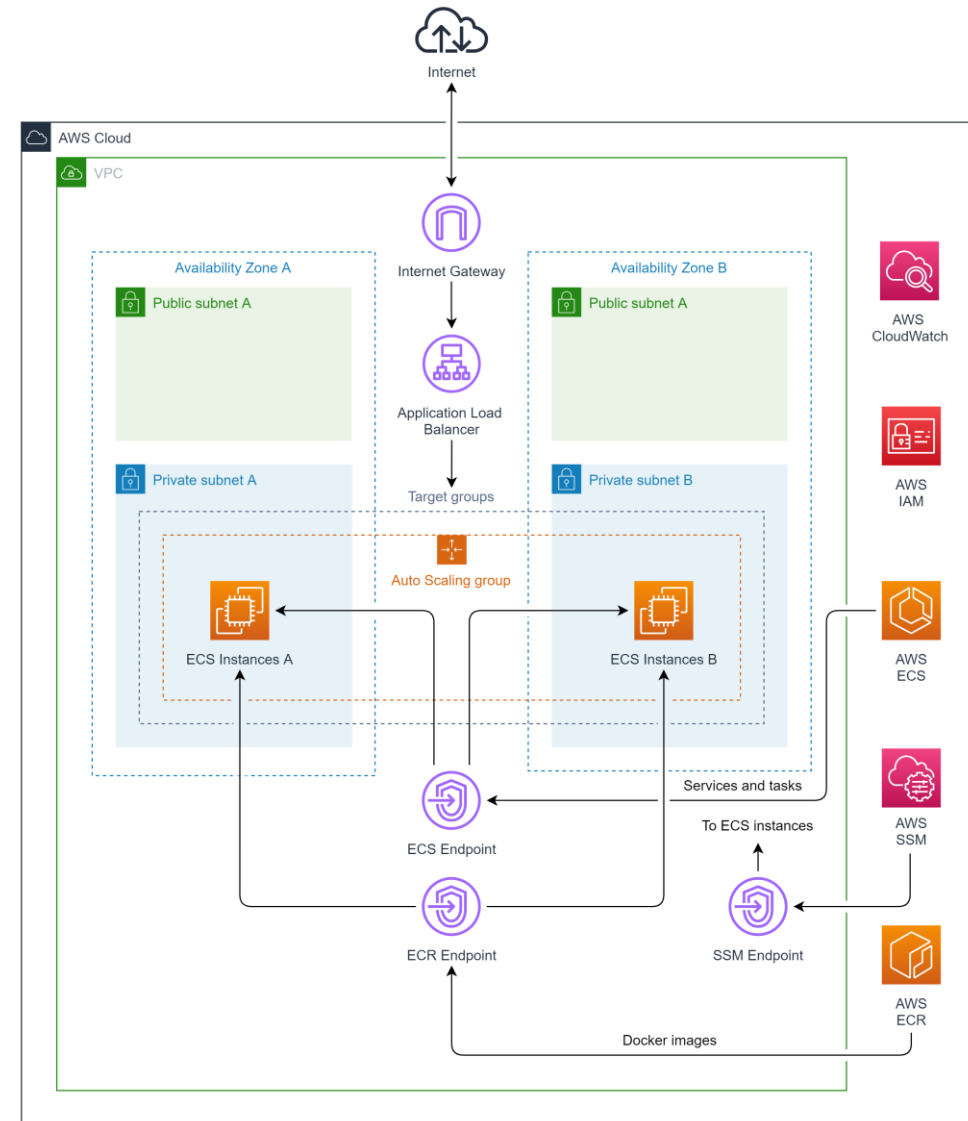 Internet
AWS Cloud
VPC
Internet Gateway
Availability Zone A
Availability Zone B
Public subnet A
Public subnet A
AWS
CloudWatch
Application Load
Balancer
AWS
IAM
Private subnet A
Private subnet B
Target groups
Auto Scaling group
ECS Instances A
ECS Instances B
AWS
ECS
Services and tasks
ECS Endpoint
To ECS instances
AWS
SSM
ECR Endpoint
SSM Endpoint
AWS
ECR
Docker images